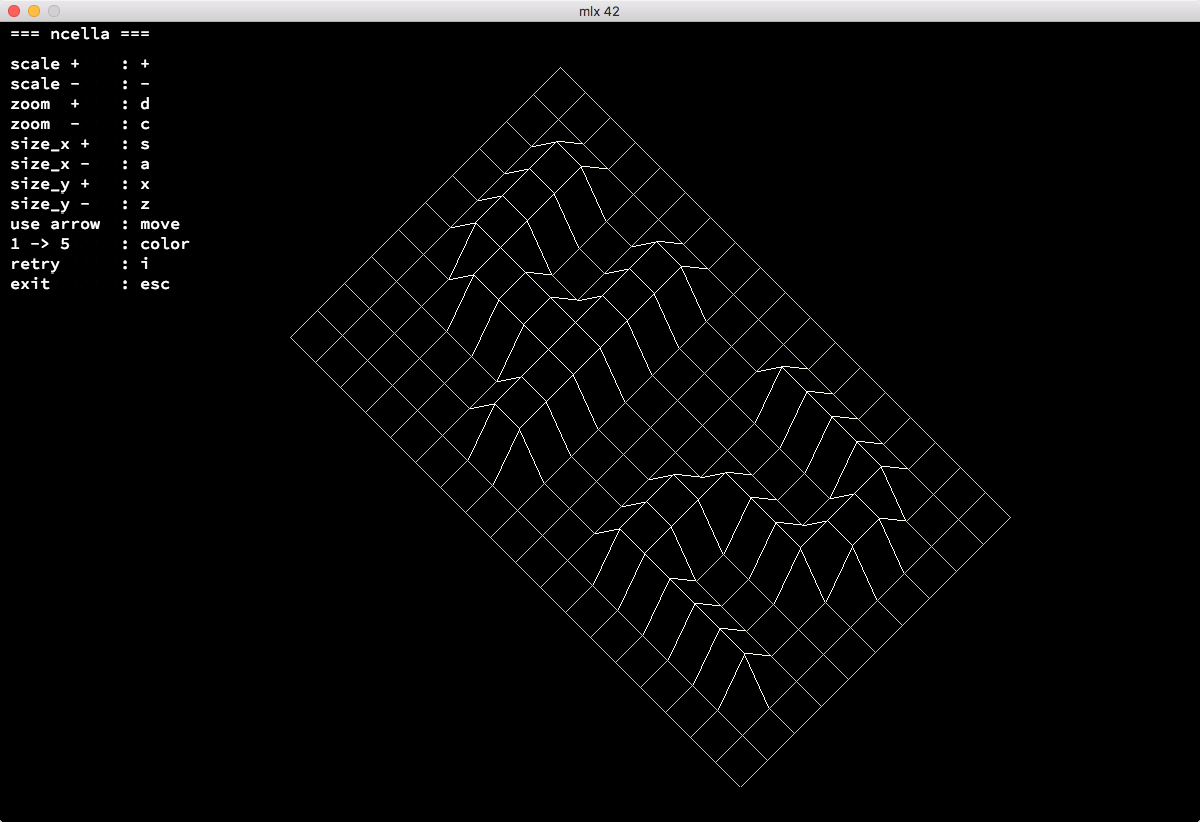 mlx 42
=== ncella ===
scale +    : +
scale -    : -
zoom  +    : d
zoom  -    : c
size_x +   : s
size_x -   : a
size_y +   : x
size_y -   : z
use arrow  : move
1 -> 5     : color
retry      : i
exit       : esc